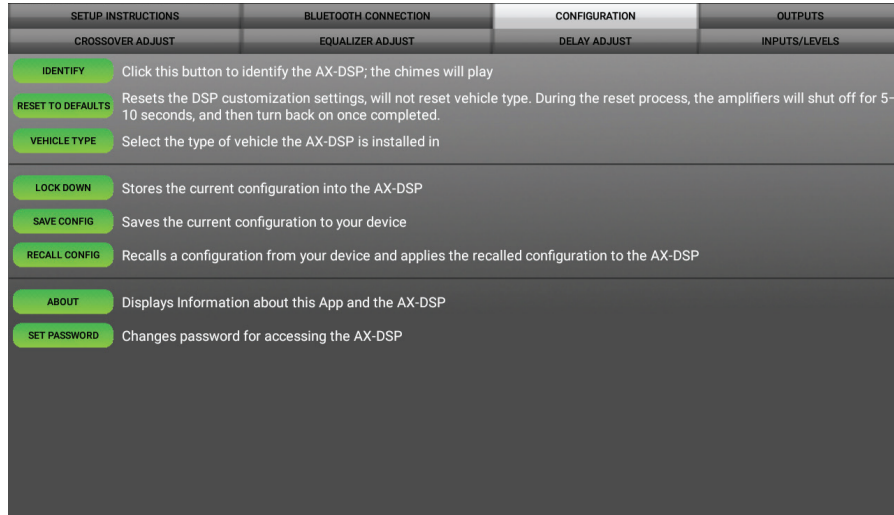 SETUP INSTRUCTIONS BLUETOOTH CONNECTION CONFIGURATION OUTPUTS
CROSSOVER ADJUST EQUALIZER ADJUST DELAY ADJUST INPUTS/LEVELS
IDENTIFY Click this button to identify the AX-DSP; the chimes will play
RESET TO DEFAULTS Resets the DSP customization settings, will not reset vehicle type. During the reset process, the amplifiers will shut off for 5-
10 seconds, and then turn back on once completed.
VEHICLE TYPE Select the type of vehicle the AX-DSP is installed in
LOCK DOWN Stores the current configuration into the AX-DSP
SAVE CONFIG Saves the current configuration to your device
RECALL CONFIG Recalls a configuration from your device and applies the recalled configuration to the AX-DSP
ABOUT Displays Information about this App and the AX-DSP
SET PASSWORD Changes password for accessing the AX-DSP